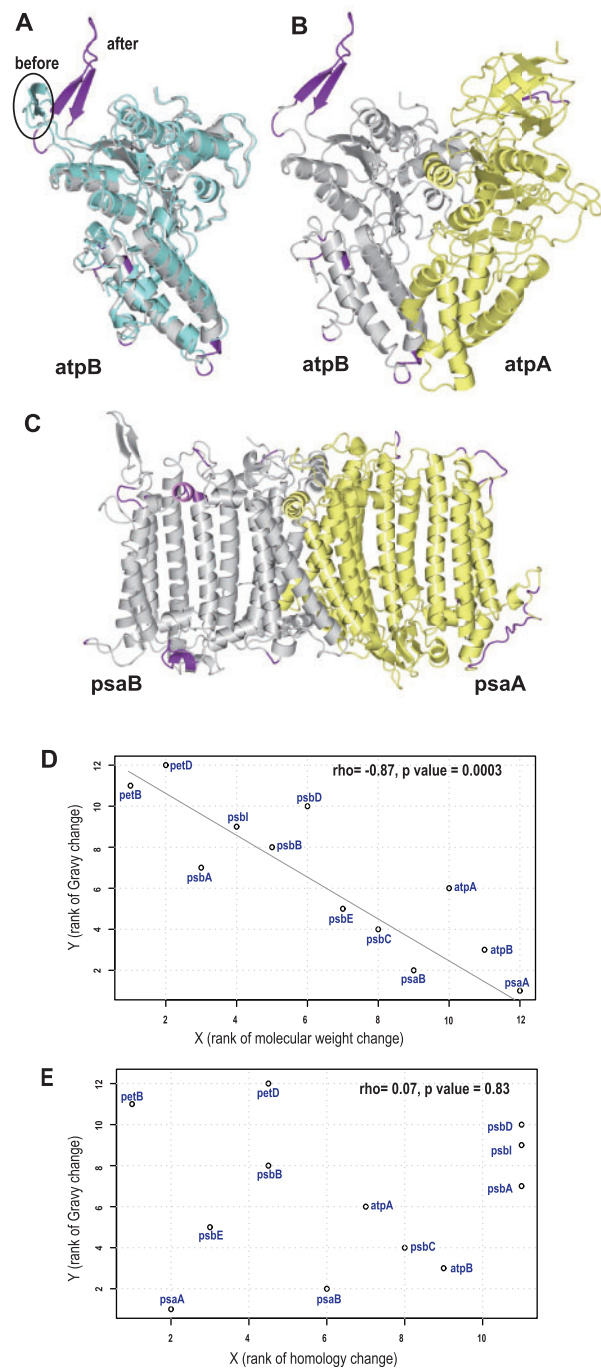 A
B
before
after
atpB
atpB
atpA
C
psaB
psaA
D
rho= -0.87, p value = 0.0003
Y (rank of Gravy change)
12
10
8
6
4
2
petD
petB
psbI
psbD
psbB
psbA
atpA
psbE
psbC
atpB
psaB
psaA
2 4 6 8 10 12
X (rank of molecular weight change)
E
rho= 0.07, p value = 0.83
Y (rank of Gravy change)
12
10
8
6
4
2
petB
petD
psbD
psbI
psbB
psbA
atpA
psbE
psbC
atpB
psaA
psaB
2 4 6 8 10
X (rank of homology change)